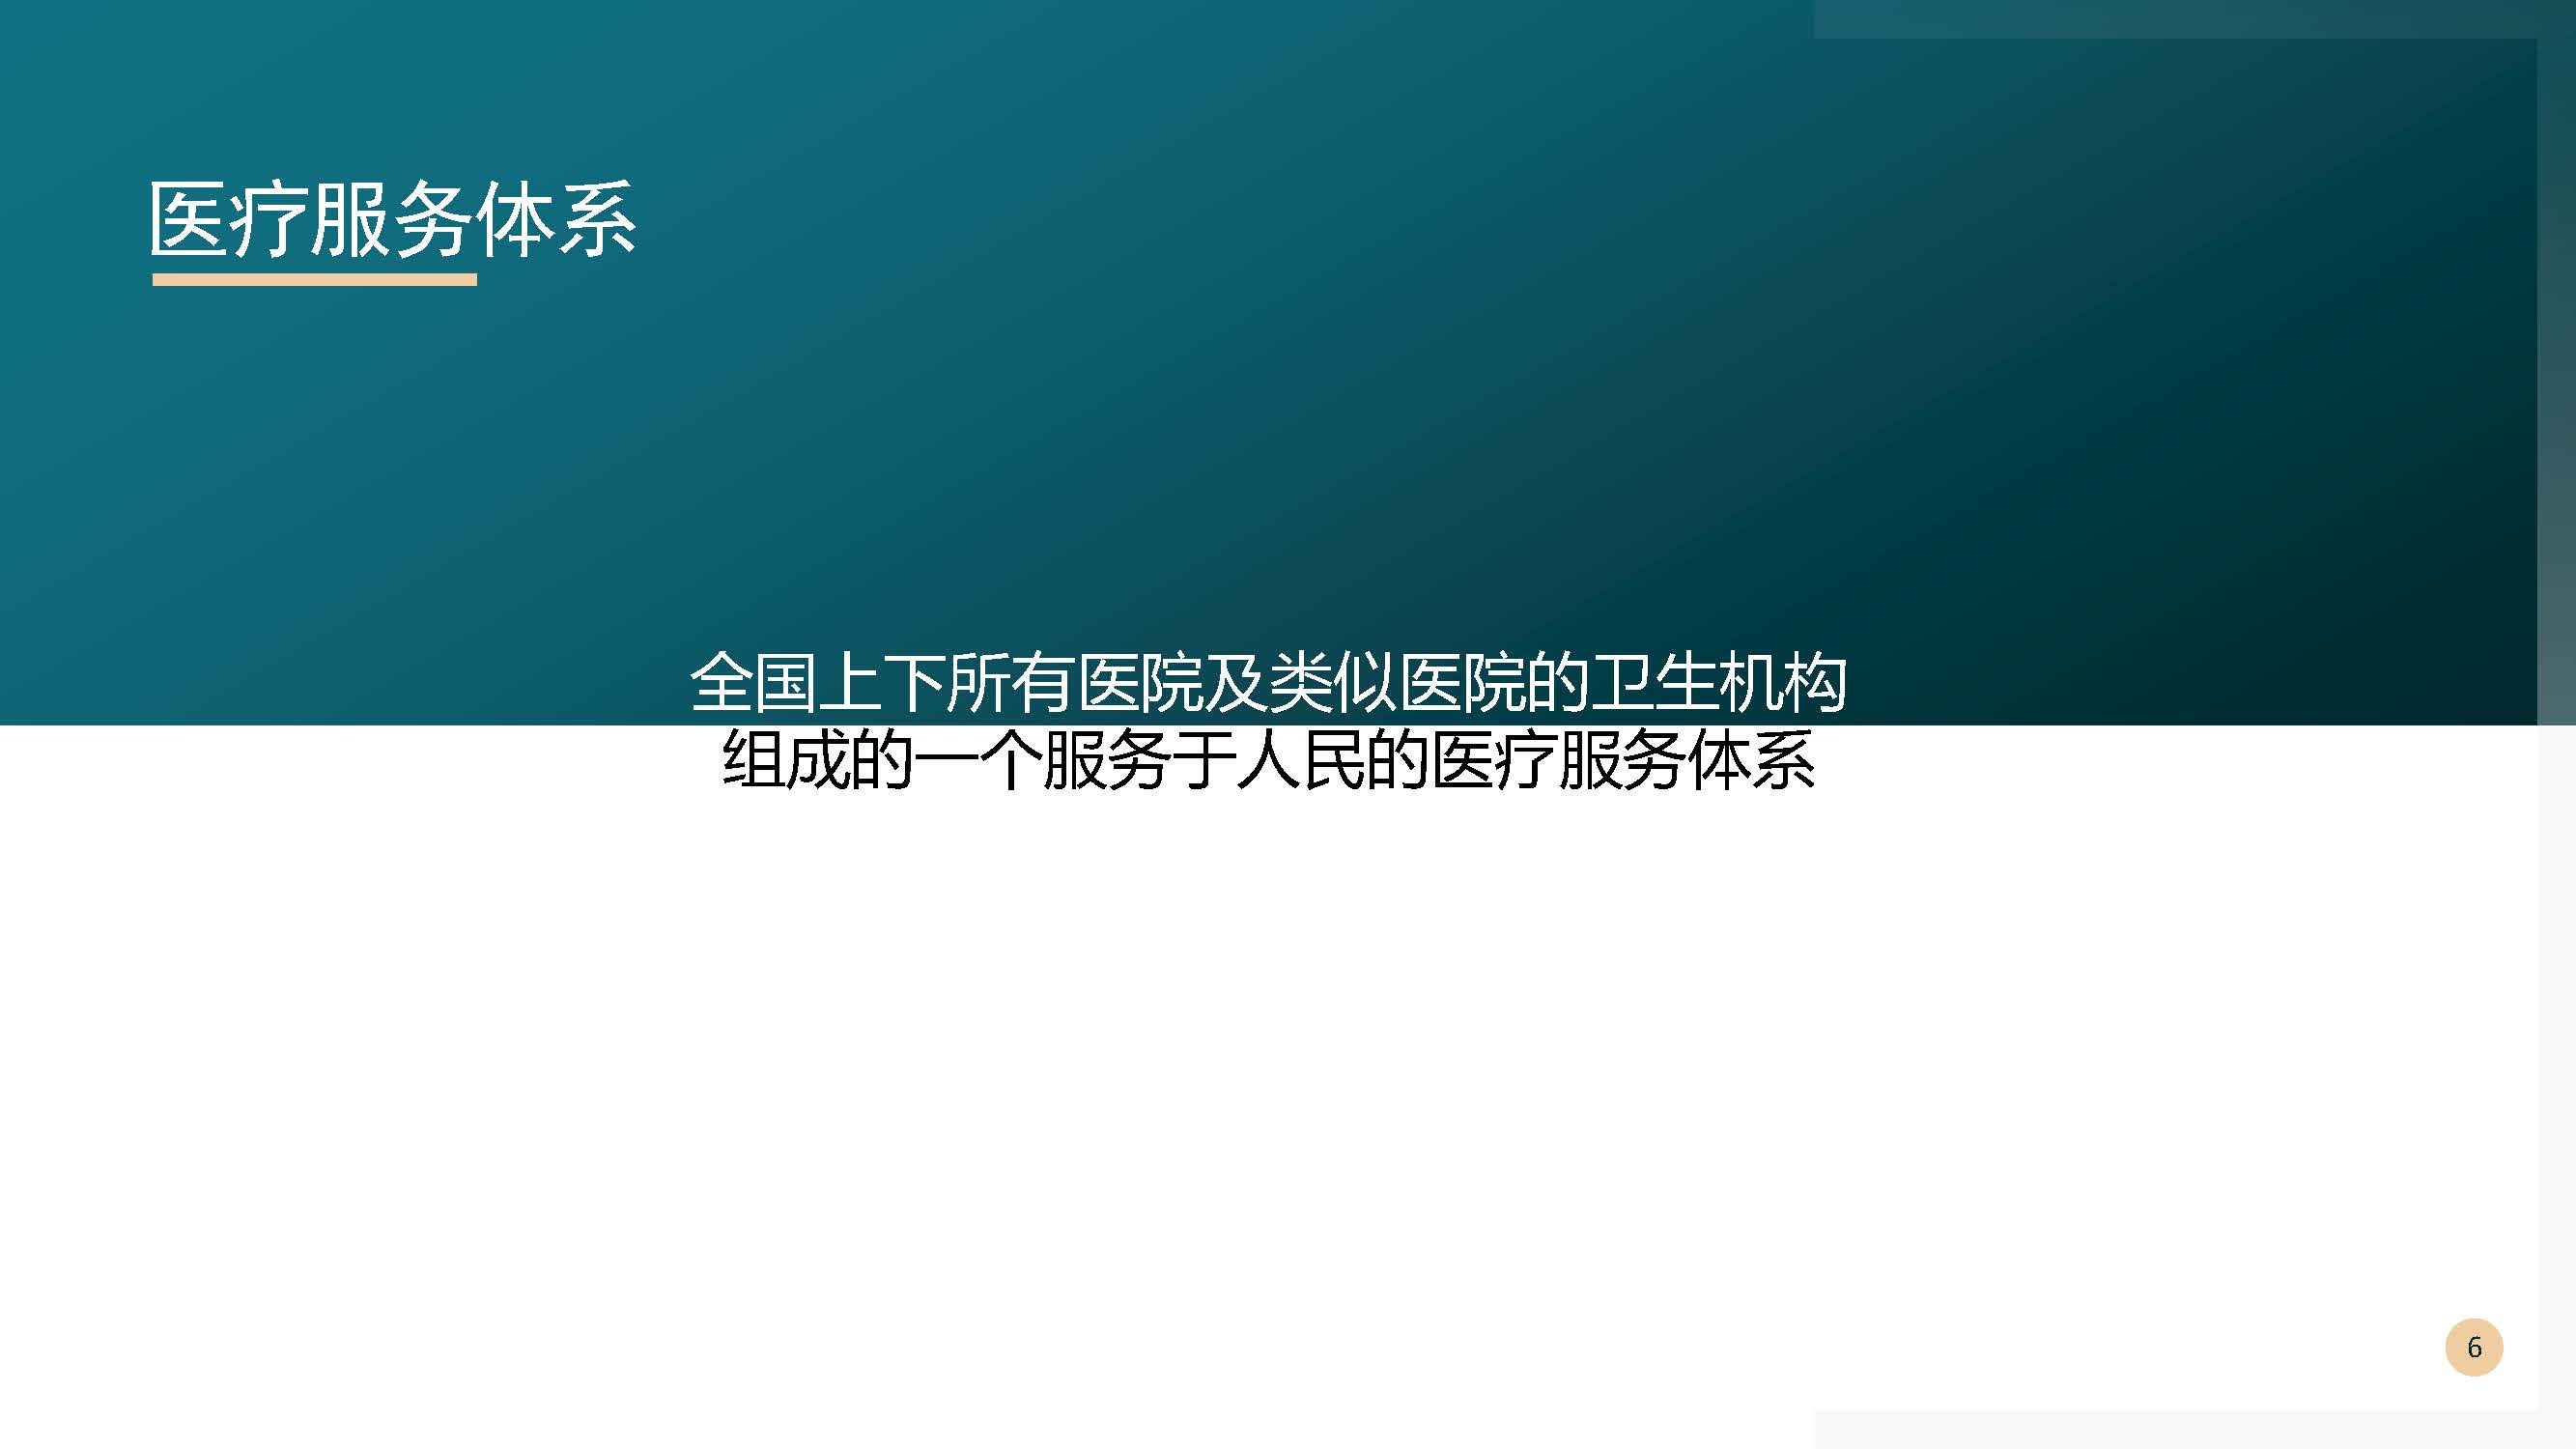 医疗服务体系
全国上下所有医院及类似医院的卫生机构
组成的一个服务于人民的医疗服务体系
6